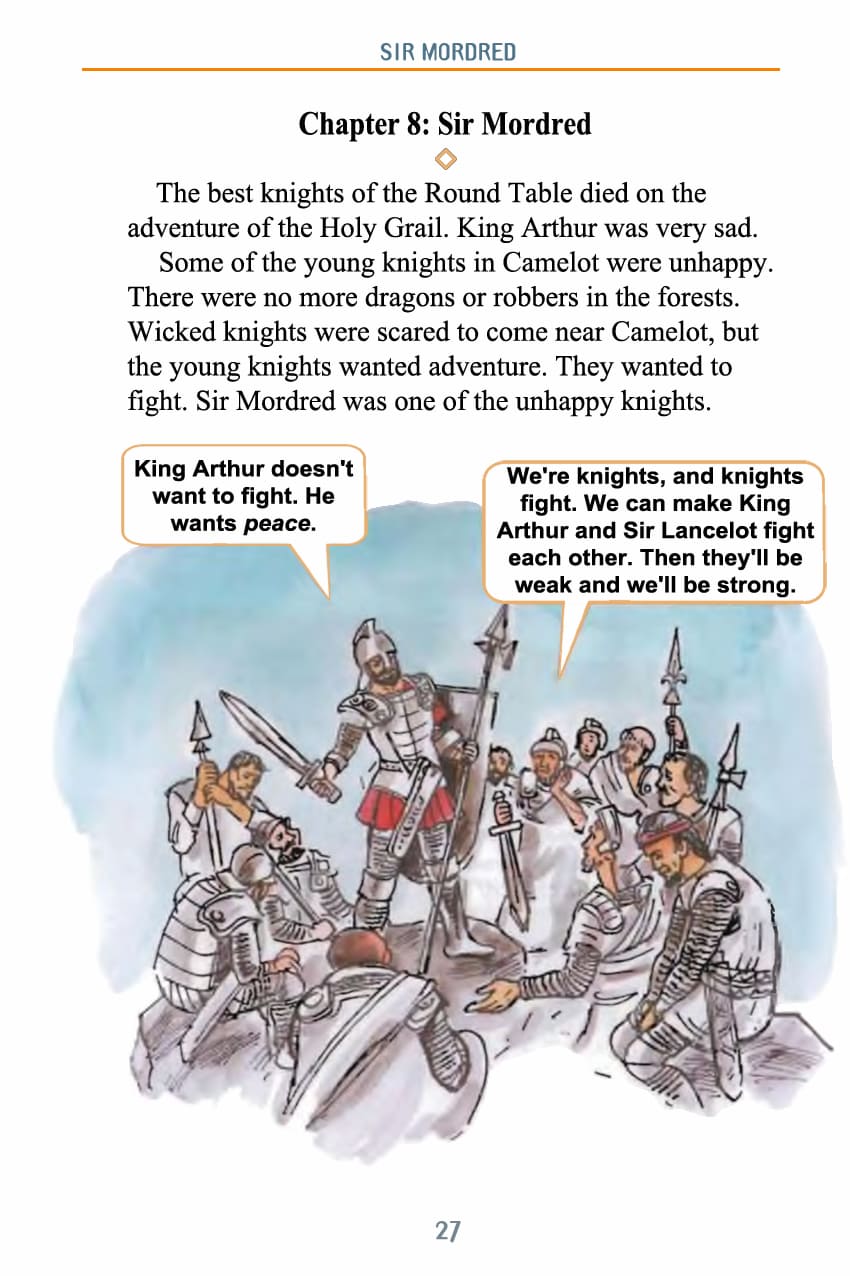 SIR MORDRED
Chapter 8: Sir Mordred
The best knights of the Round Table died on the
adventure of the Holy Grail. King Arthur was very sad.
Some of the young knights in Camelot were unhappy.
There were no more dragons or robbers in the forests.
Wicked knights were scared to come near Camelot, but
the young knights wanted adventure. They wanted to
fight. Sir Mordred was one of the unhappy knights.
King Arthur doesn't
want to fight. He
wants peace.
We're knights, and knights
fight. We can make King
Arthur and Sir Lancelot fight
each other. Then they'll be
weak and we'll be strong.
27